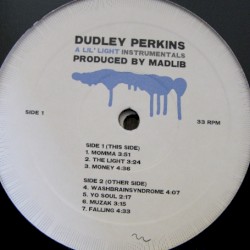 DUDLEY PERKINS
A LIL' LIGHT INSTRUMENTALS
PRODUCED BY MADLIB
SIDE 1
33 RPM
SIDE 1 (THIS SIDE)
1. MOMMA 3:51
2. THE LIGHT 3:24
3. MONEY 4:36
SIDE 2 (OTHER SIDE)
4. WASHBRAINSYNDROME 4:07
5. YO SOUL 2:17
6. MUZAK 3:15
7. FALLING 4:33